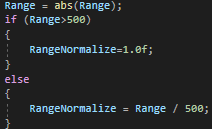 Range = abs(Range);
if (Range>500)
{
RangeNormalize=1.0f;
}
else
{
RangeNormalize = Range / 500;
}